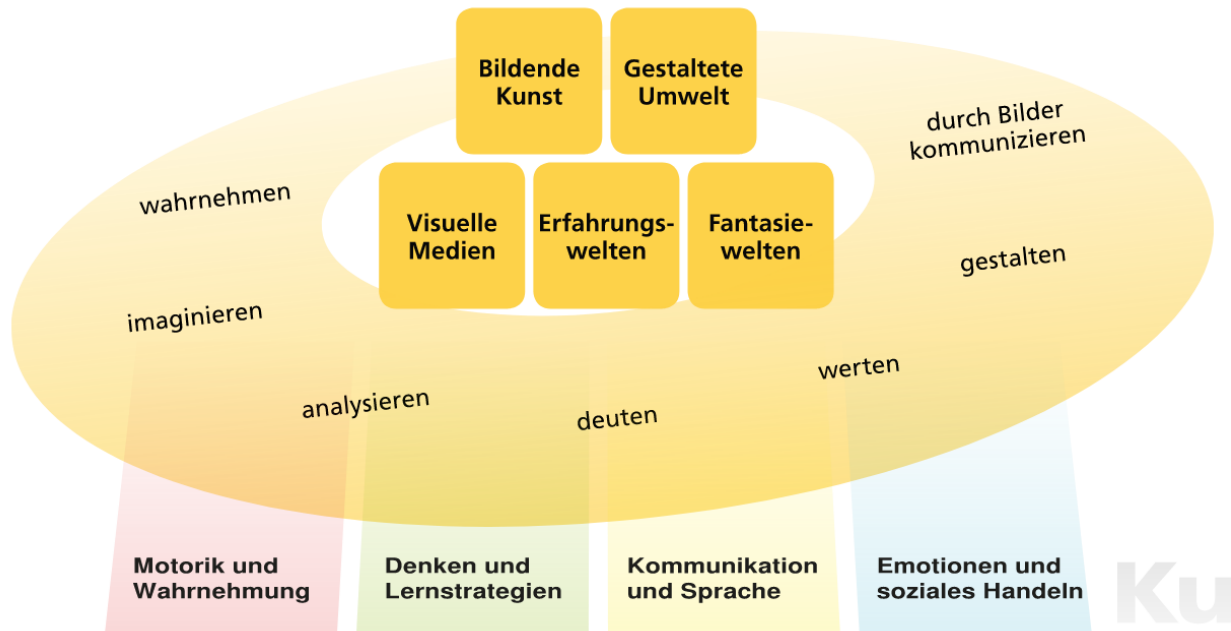 Bildende
Kunst
Gestaltete
Umwelt
durch Bilder
kommunizieren
wahrnehmen
Visuelle
Medien
Erfahrungs-
welten
Fantasie-
welten
gestalten
imaginieren
werten
analysieren
deuten
Motorik und
Wahrnehmung
Denken und
Lernstrategien
Kommunikation
und Sprache
Emotionen und
soziales Handeln
Ku